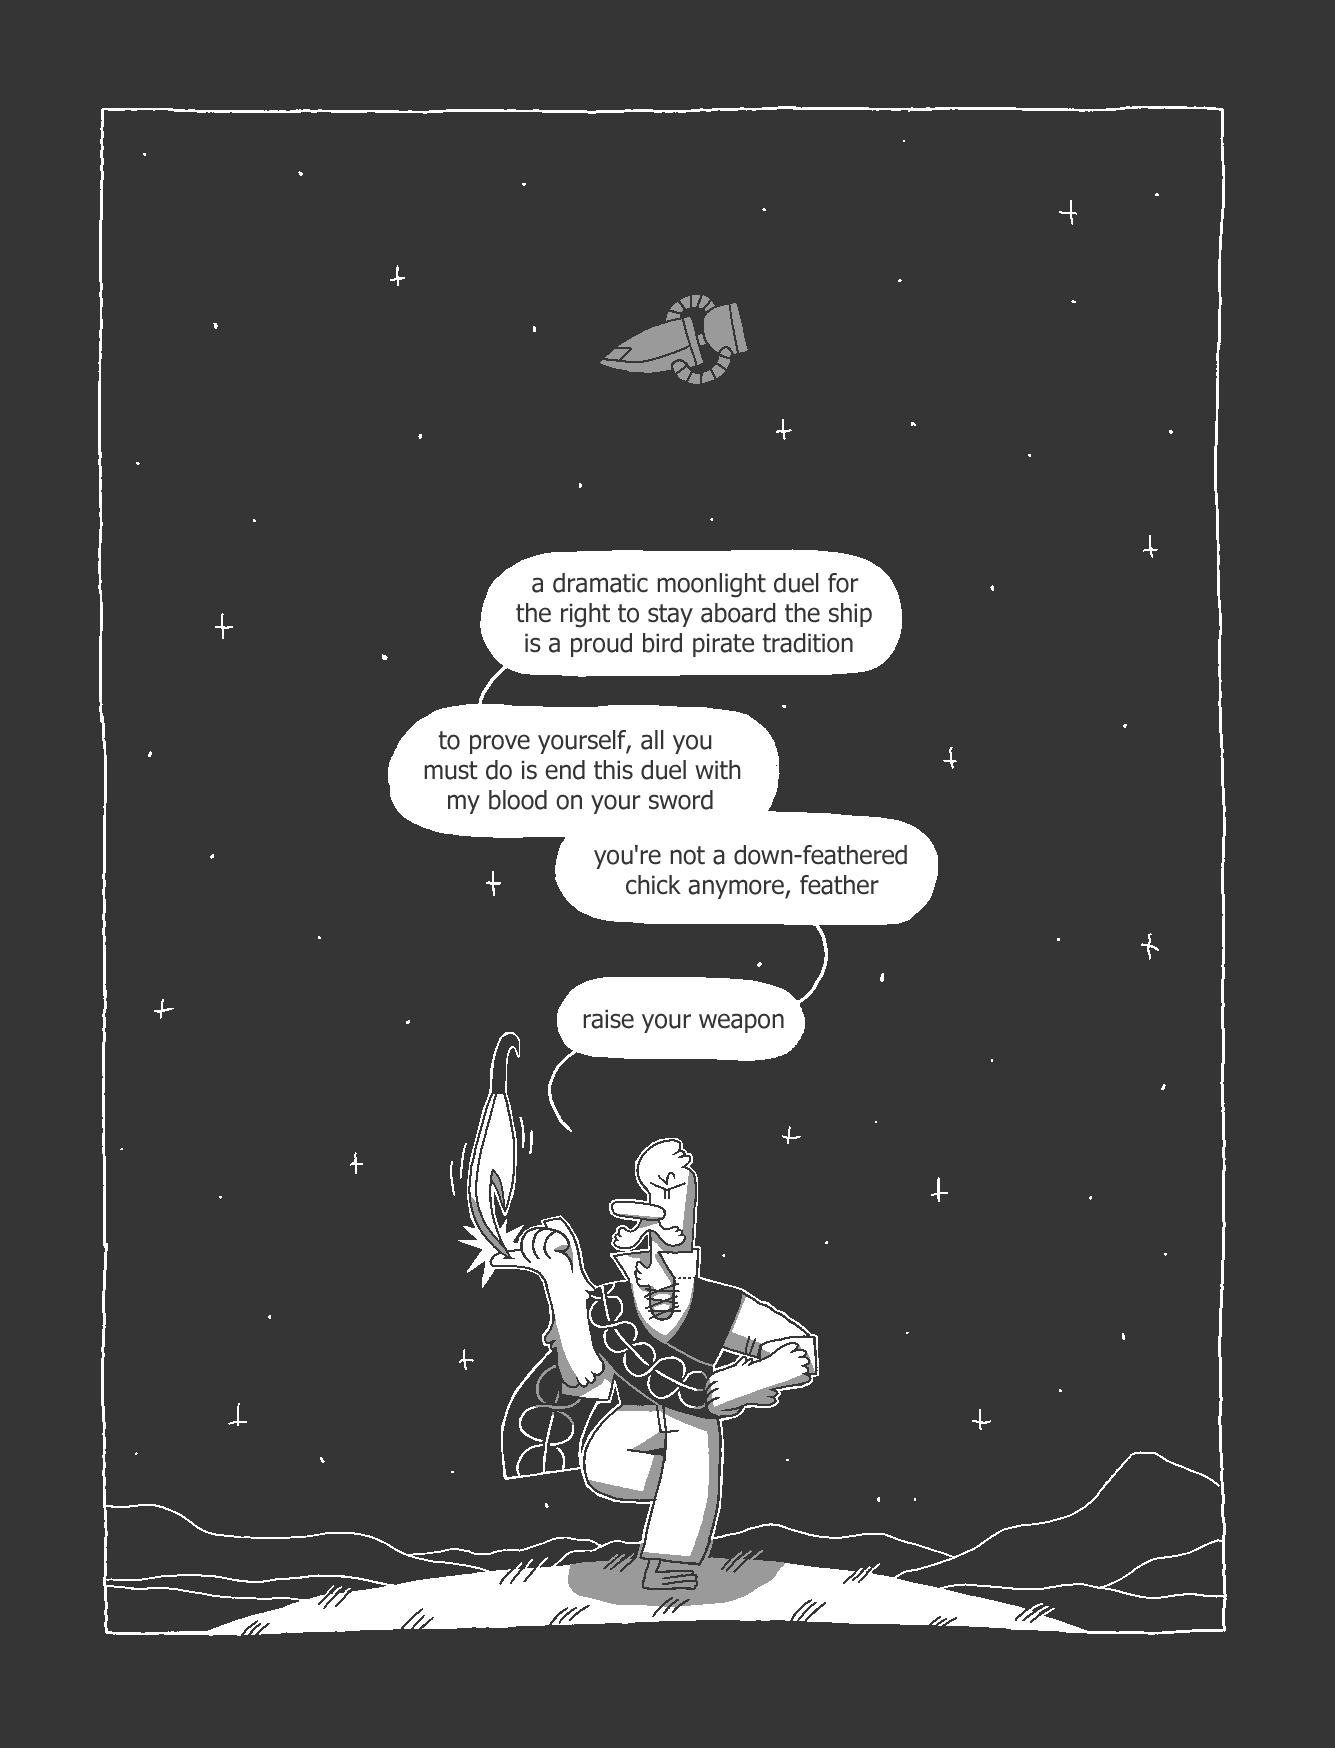 a dramatic moonlight duel for
the right to stay aboard the ship
is a proud bird pirate tradition
to prove yourself, all you
must do is end this duel with
my blood on your sword
you're not a down-feathered
chick anymore, feather
raise your weapon